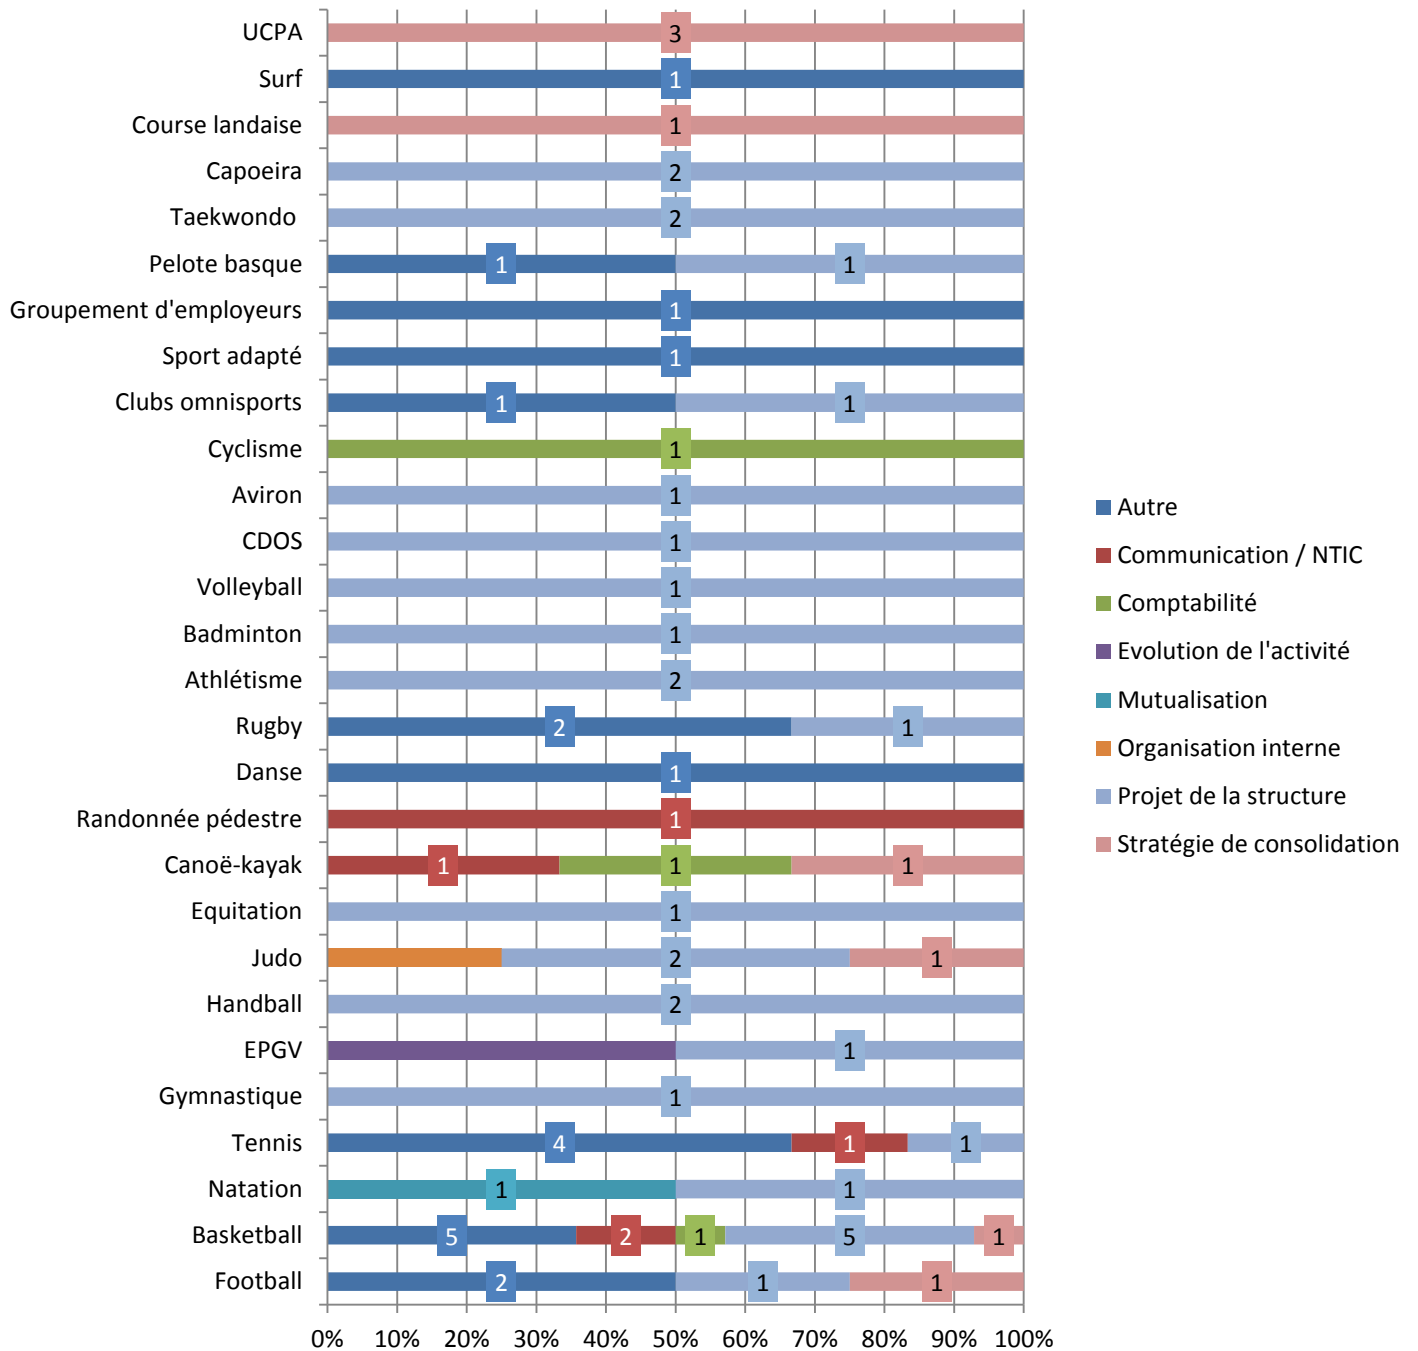 UCPA 3
Surf 1
Course landaise 1
Capoeira 2
Taekwondo 2
Pelote basque 1 1
Groupement d'employeurs 1
Sport adapté 1
Clubs omnisports 1 1
Cyclisme 1
Aviron 1
CDOS 1
Volleyball 1
Badminton 1
Athlétisme 2
Rugby 2 1
Danse 1
Randonnée pédestre 1
Canoë-kayak 1 1 1
Equitation 1
Judo 2 1
Handball 2
EPGV 1
Gymnastique 1
Tennis 4 1 1
Natation 1 1
Basketball 5 2 1 5 1
Football 2 1 1
0% 10% 20% 30% 40% 50% 60% 70% 80% 90% 100%
Autre
Communication / NTIC
Comptabilité
Evolution de l'activité
Mutualisation
Organisation interne
Projet de la structure
Stratégie de consolidation